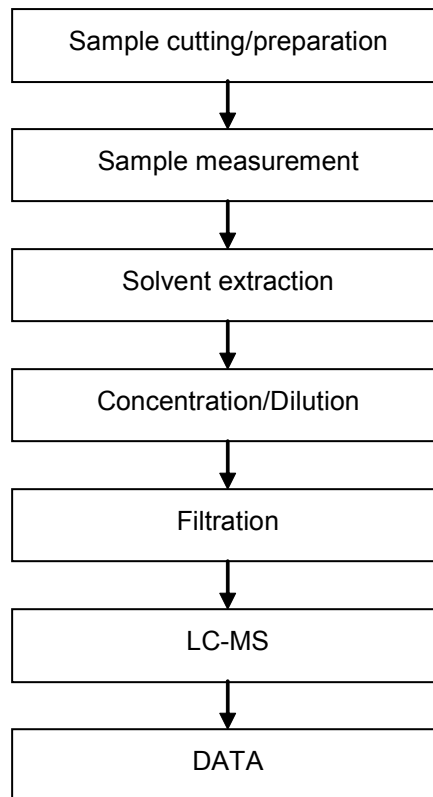 Sample cutting/preparation
Sample measurement
Solvent extraction
Concentration/Dilution
Filtration
LC-MS
DATA